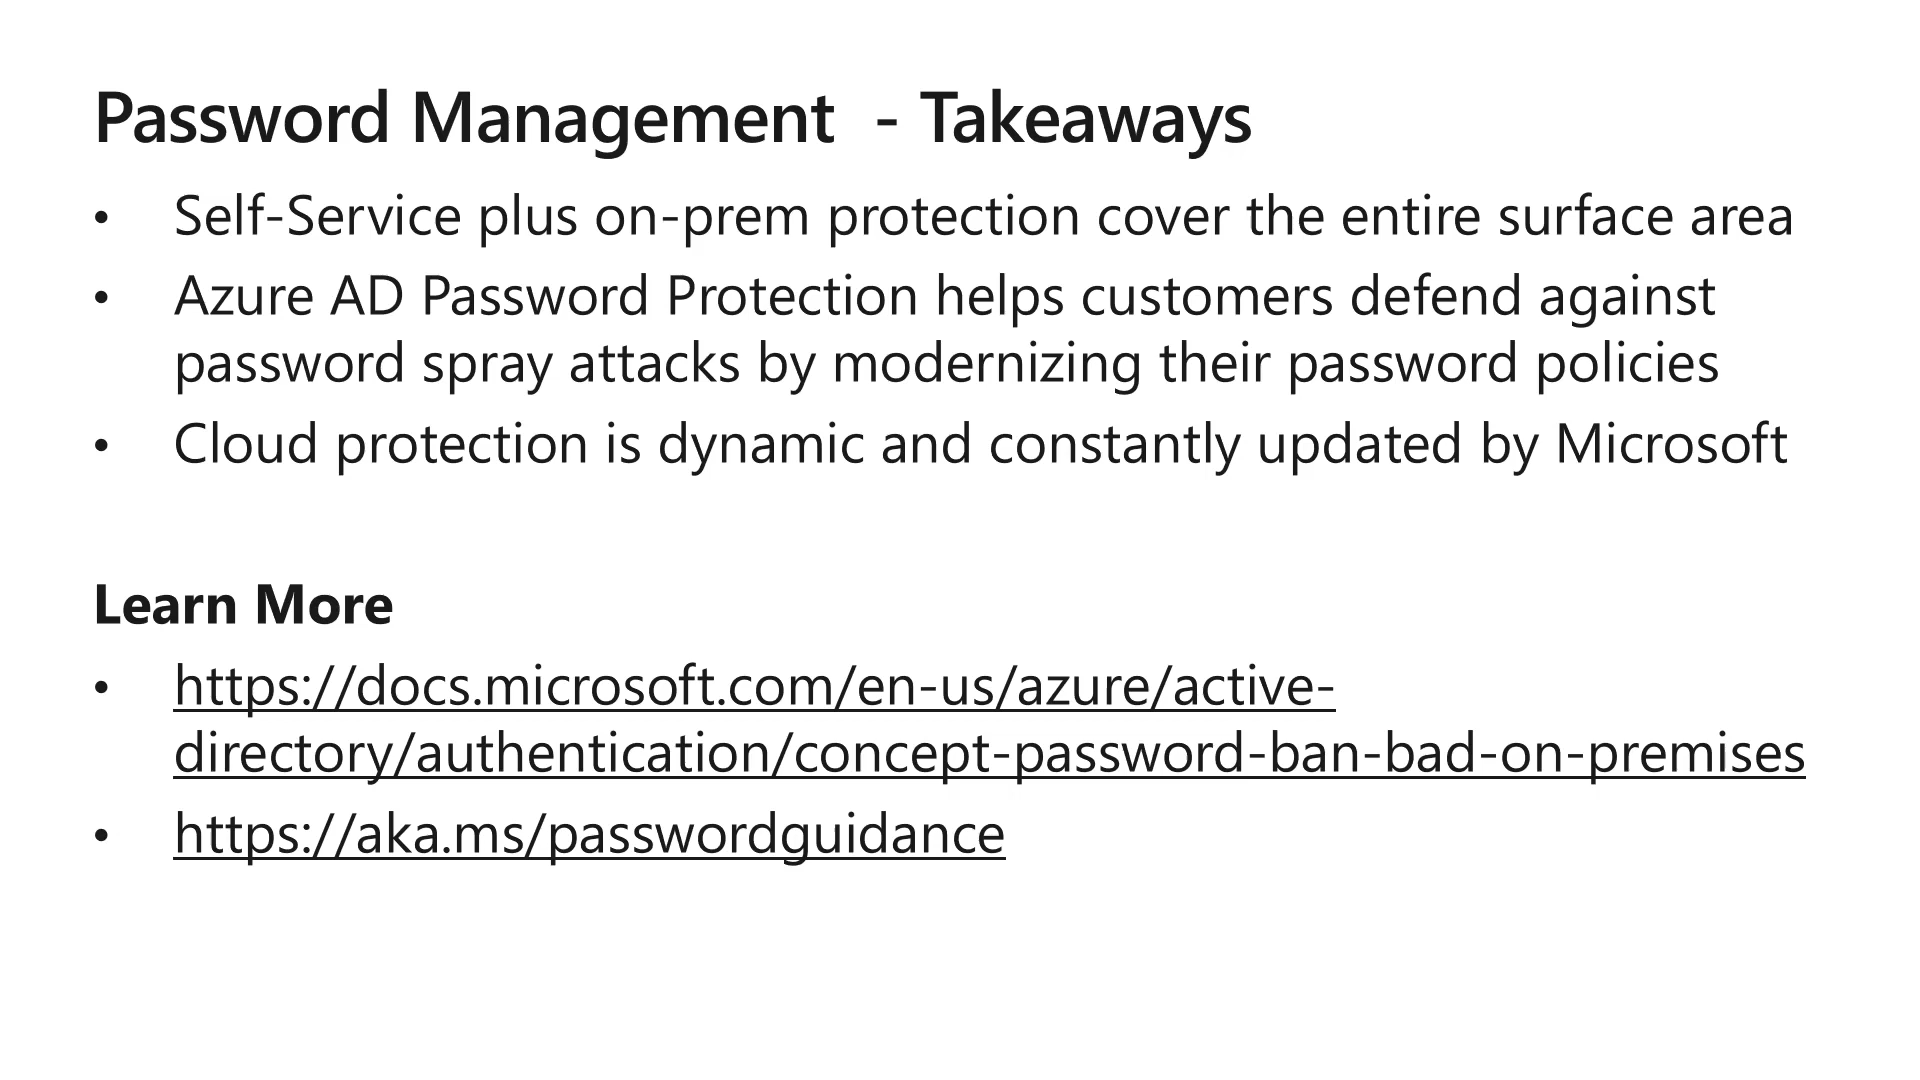 Password Management  - Takeaways
• Self-Service plus on-prem protection cover the entire surface area
• Azure AD Password Protection helps customers defend against
password spray attacks by modernizing their password policies
• Cloud protection is dynamic and constantly updated by Microsoft
Learn More
• https://docs.microsoft.com/en-us/azure/active-
directory/authentication/concept-password-ban-bad-on-premises
• https://aka.ms/passwordguidance